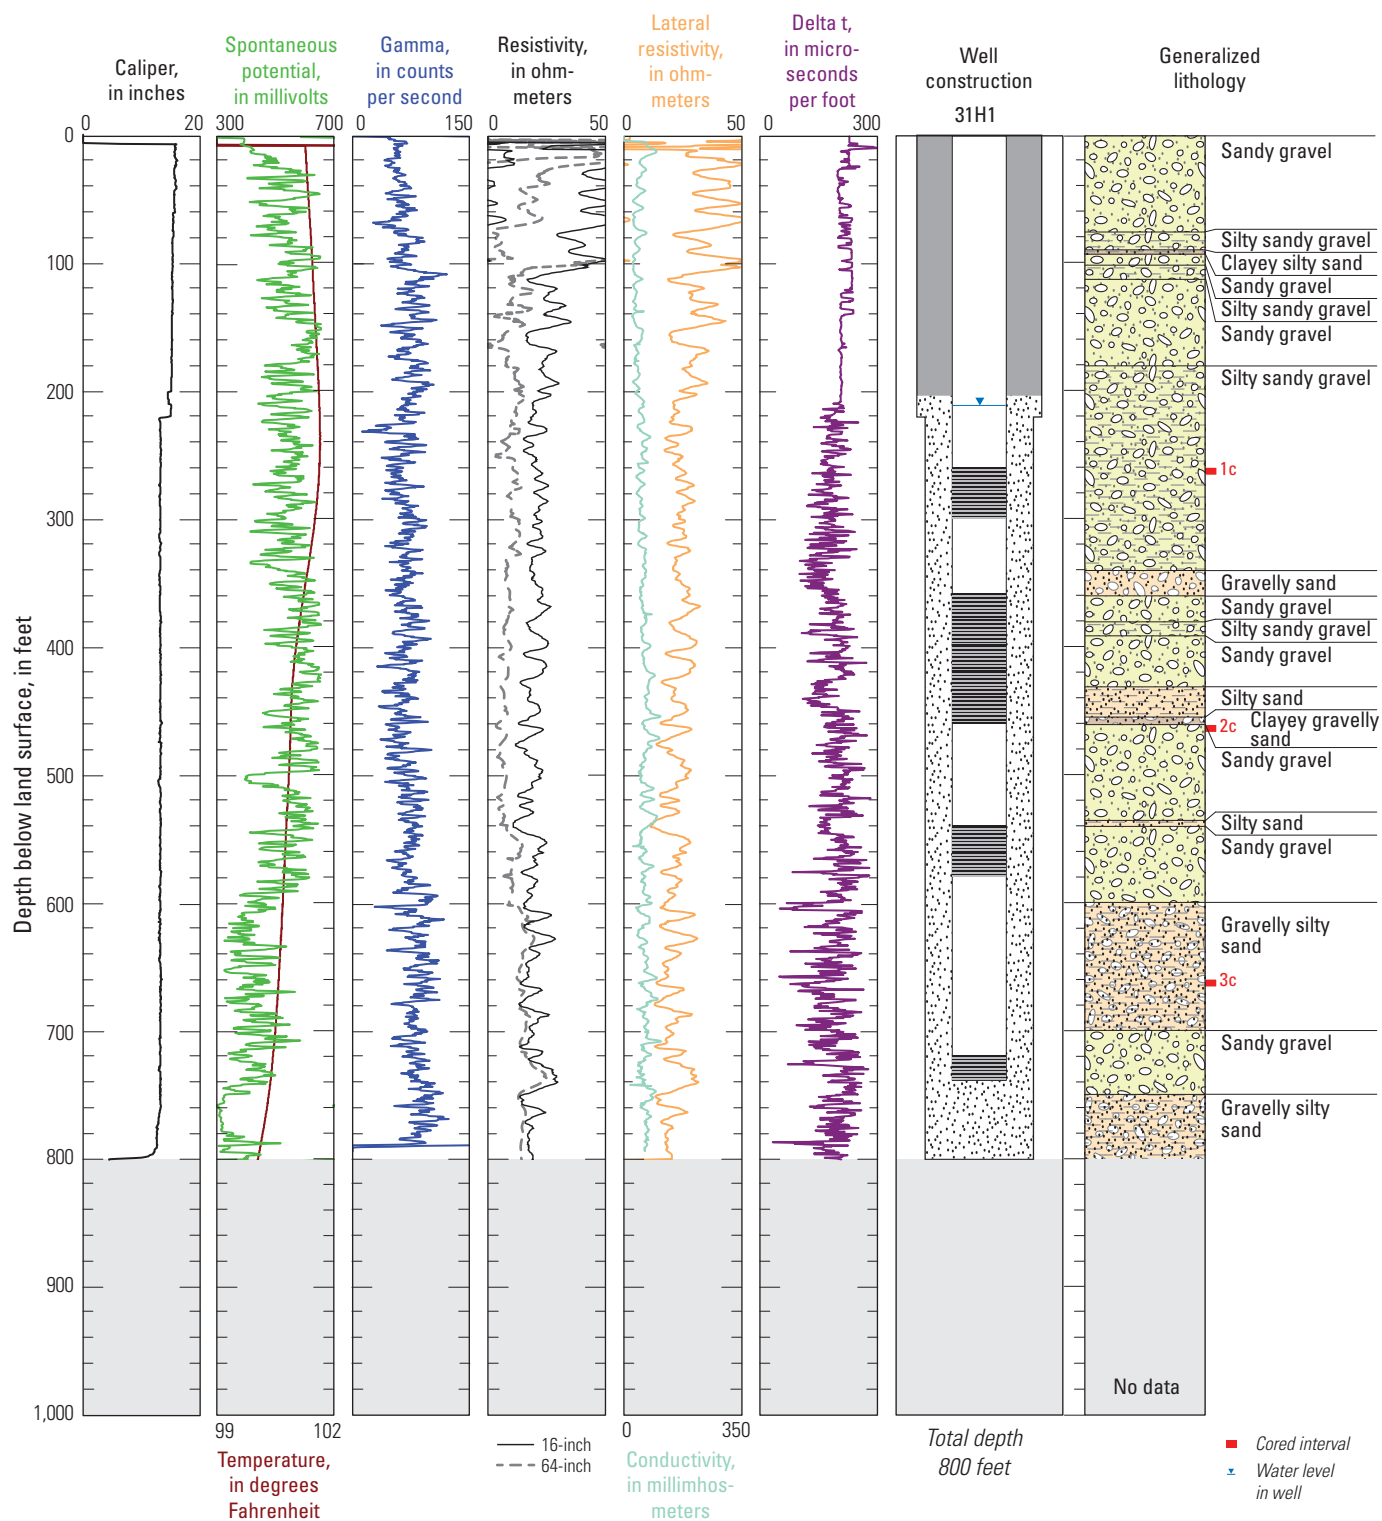 Caliper,
in inches
Spontaneous
potential,
in millivolts
Gamma,
in counts
per second
Resistivity,
in ohm-
meters
Lateral
resistivity,
in ohm-
meters
Delta t,
in micro-
seconds
per foot
Well
construction
31H1
Generalized
lithology
0 20
300 700
0 150
0 50
0 50
0 300
Depth below land surface, in feet
0
100
200
300
400
500
600
700
800
900
1,000
Sandy gravel
Silty sandy gravel
Clayey silty sand
Sandy gravel
Silty sandy gravel
Sandy gravel
Silty sandy gravel
1c
Gravelly sand
Sandy gravel
Silty sandy gravel
Sandy gravel
Silty sand
2c Clayey gravelly
sand
Sandy gravel
Silty sand
Sandy gravel
Gravelly silty
sand
3c
Sandy gravel
Gravelly silty
sand
No data
99 102
Temperature,
in degrees
Fahrenheit
16-inch
64-inch
0 350
Conductivity,
in millimhos-
meters
Total depth
800 feet
Cored interval
Water level
in well